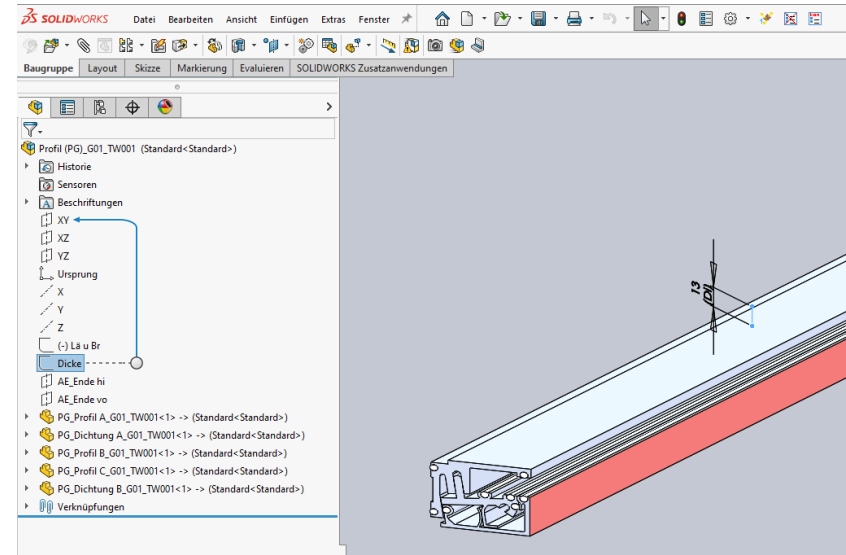 SOLIDWORKS Datei Bearbeiten Ansicht Einfügen Extras Fenster
Baugruppe Layout Skizze Markierung Evaluieren SOLIDWORKS Zusatzanwendungen
Profil (PG)_G01_TW001 (Standard<Standard>)
Historie
Sensoren
Beschriftungen
XY
XZ
YZ
Ursprung
X
Y
Z
(-) Lä u Br
Dicke
AE_Ende hi
AE_Ende vo
PG_Profil A_G01_TW001<1> -> (Standard<Standard>)
PG_Dichtung A_G01_TW001<1> -> (Standard<Standard>)
PG_Profil B_G01_TW001<1> -> (Standard<Standard>)
PG_Profil C_G01_TW001<1> -> (Standard<Standard>)
PG_Dichtung B_G01_TW001<1> -> (Standard<Standard>)
Verknüpfungen
13
(Di)